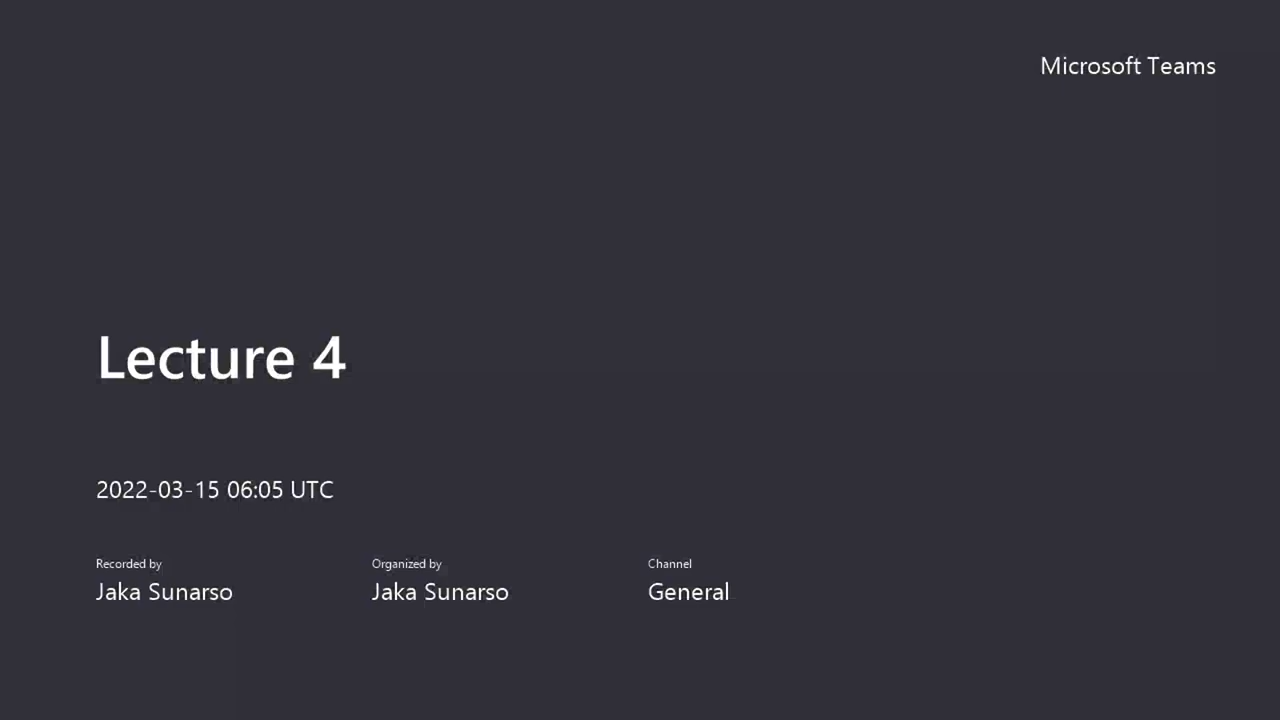 Microsoft Teams
Lecture 4
2022-03-15 06:05 UTC
Recorded by
Jaka Sunarso
Organized by
Jaka Sunarso
Channel
General